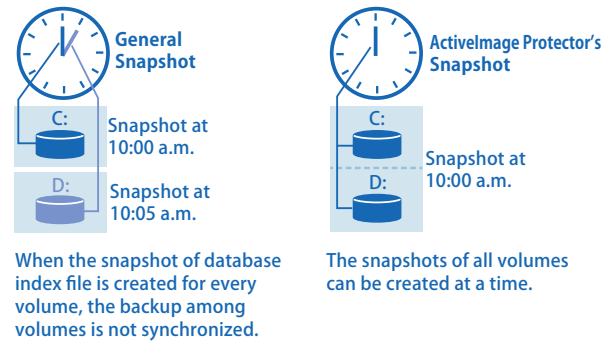 General
Snapshot
C:
Snapshot at
10:00 a.m.
D:
Snapshot at
10:05 a.m.
When the snapshot of database
index file is created for every
volume, the backup among
volumes is not synchronized.
ActiveImage Protector's
Snapshot
C:
D:
Snapshot at
10:00 a.m.
The snapshots of all volumes
can be created at a time.